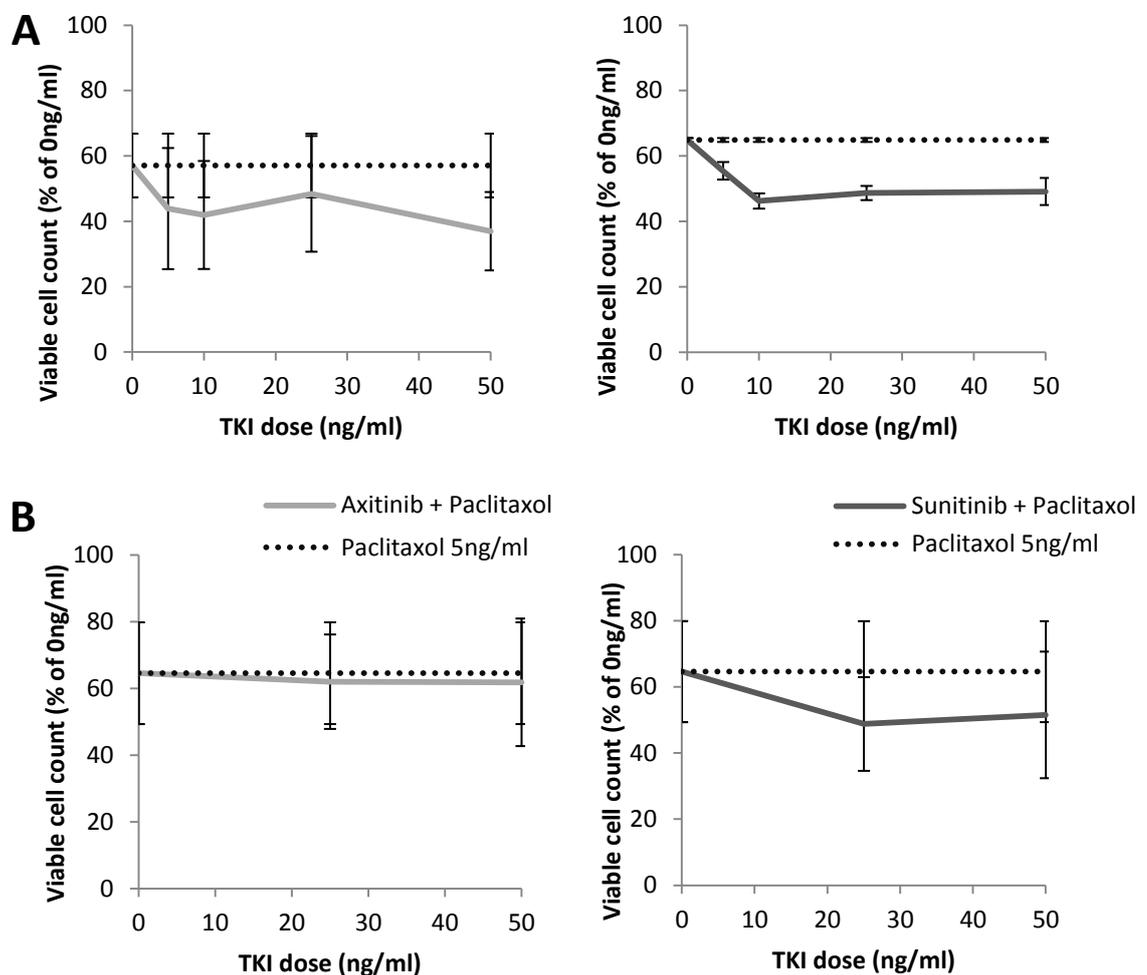 A
Viable cell count (% of 0ng/ml)
100
80
60
40
20
0
0 10 20 30 40 50
TKI dose (ng/ml)
Viable cell count (% of 0ng/ml)
100
80
60
40
20
0
0 10 20 30 40 50
TKI dose (ng/ml)
B
Axitinib + Paclitaxol
Paclitaxol 5ng/ml
Viable cell count (% of 0ng/ml)
100
80
60
40
20
0
0 10 20 30 40 50
TKI dose (ng/ml)
Sunitinib + Paclitaxol
Paclitaxol 5ng/ml
Viable cell count (% of 0ng/ml)
100
80
60
40
20
0
0 10 20 30 40 50
TKI dose (ng/ml)